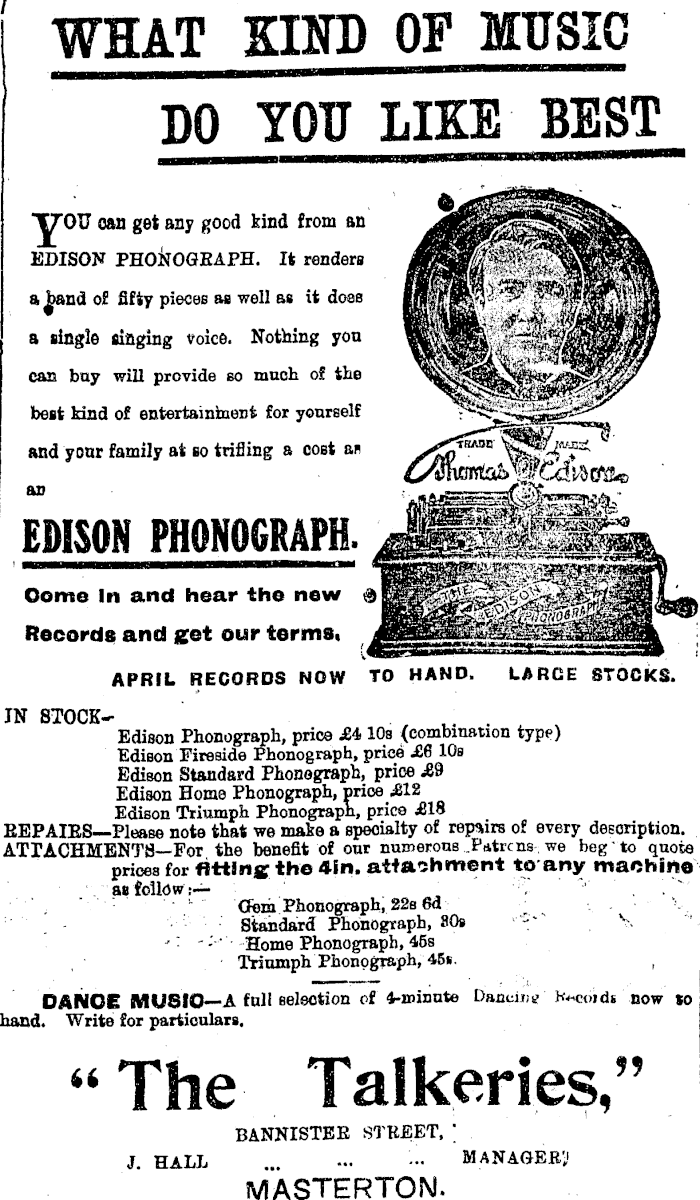 WHAT KIND OF MUSIC
DO YOU LIKE BEST
YOU can get any good kind from an
EDISON PHONOGRAPH. It renders
a band of fifty pieces as well as it does
a single singing voice. Nothing you
can buy will provide so much of the
best kind of entertainment for yourself
and your family at so trifling a cost as
an
EDISON PHONOGRAPH.
Come in and hear the new
Records and get our terms.
TRADE MARK
Thomas Edison
THE EDISON PHONOGRAPH
APRIL RECORDS NOW TO HAND. LARGE STOCKS.
IN STOCK—
Edison Phonograph, price £4 10s (combination type)
Edison Fireside Phonograph, price £6 10s
Edison Standard Phonograph, price £9
Edison Home Phonograph, price £12
Edison Triumph Phonograph, price £18
REPAIRS—Please note that we make a specialty of repairs of every description.
ATTACHMENTS—For the benefit of our numerous Patrons we beg to quote
prices for fitting the 4in. attachment to any machine
as follow:—
Gem Phonograph, 22s 6d
Standard Phonograph, 30s
Home Phonograph, 45s
Triumph Phonograph, 45s.
DANCE MUSIC—A full selection of 4-minute Dancing Records now to
hand. Write for particulars.
"The Talkeries,"
BANNISTER STREET,
J. HALL ... ... ... MANAGER,
MASTERTON.